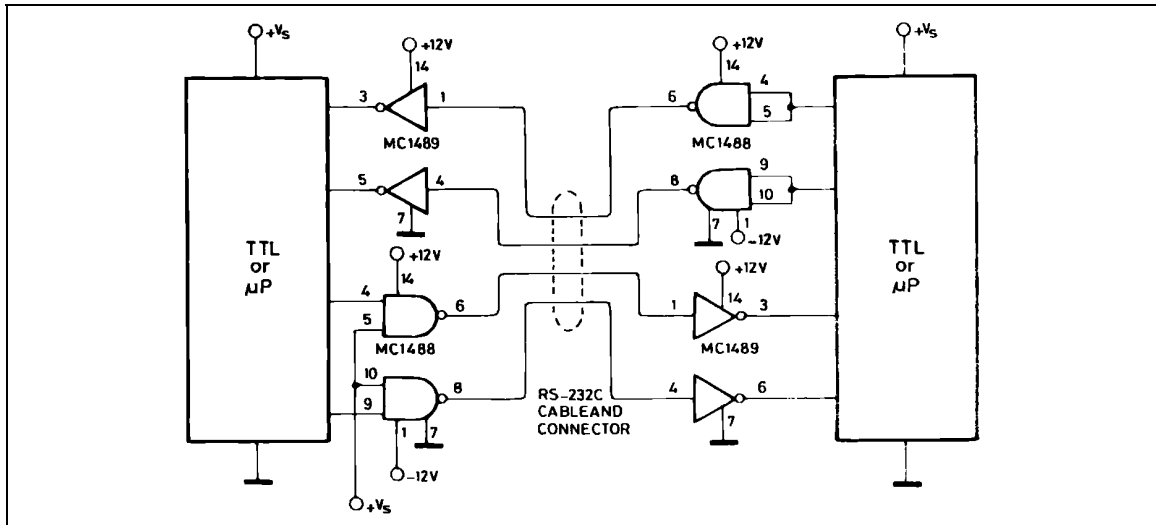 +VS
+12V
14
3
1
MC1489
5
4
7
TTL
or
µP
+12V
14
4
6
5
MC1488
10
8
9
1
7
-12V
+VS
RS-232C
CABLEAND
CONNECTOR
+12V
14
4
6
5
MC1488
9
8
10
7
1
-12V
+12V
14
1
3
MC1489
4
6
7
+VS
TTL
or
µP